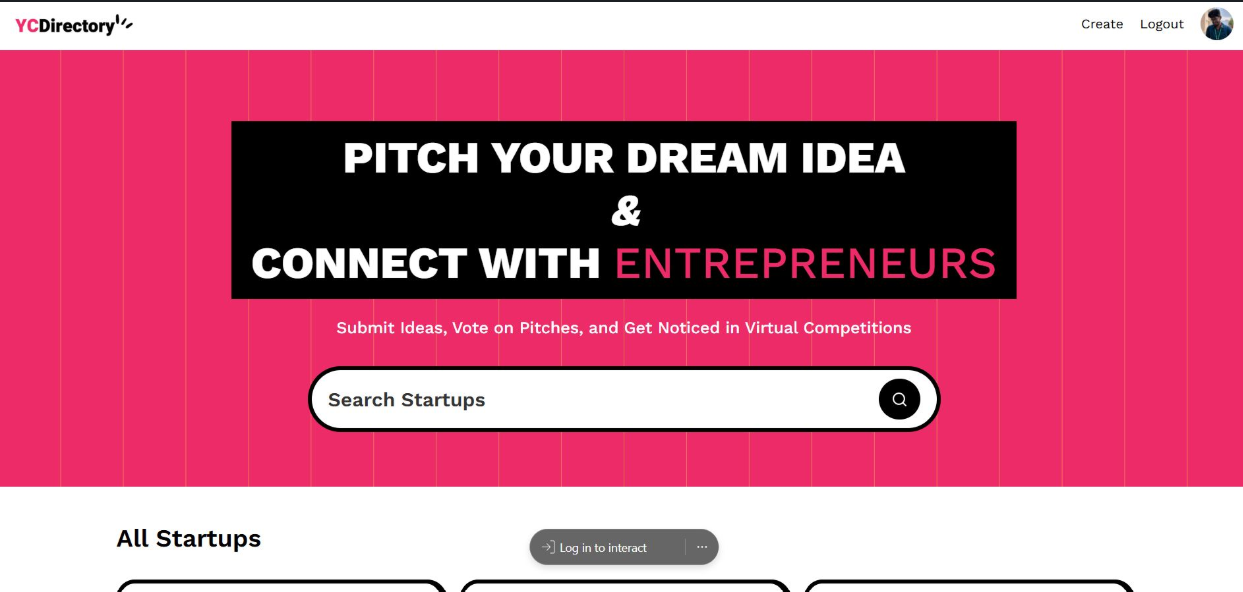 YCDirectory
Create Logout
PITCH YOUR DREAM IDEA
&
CONNECT WITH ENTREPRENEURS
Submit Ideas, Vote on Pitches, and Get Noticed in Virtual Competitions
Search Startups
All Startups
Log in to interact